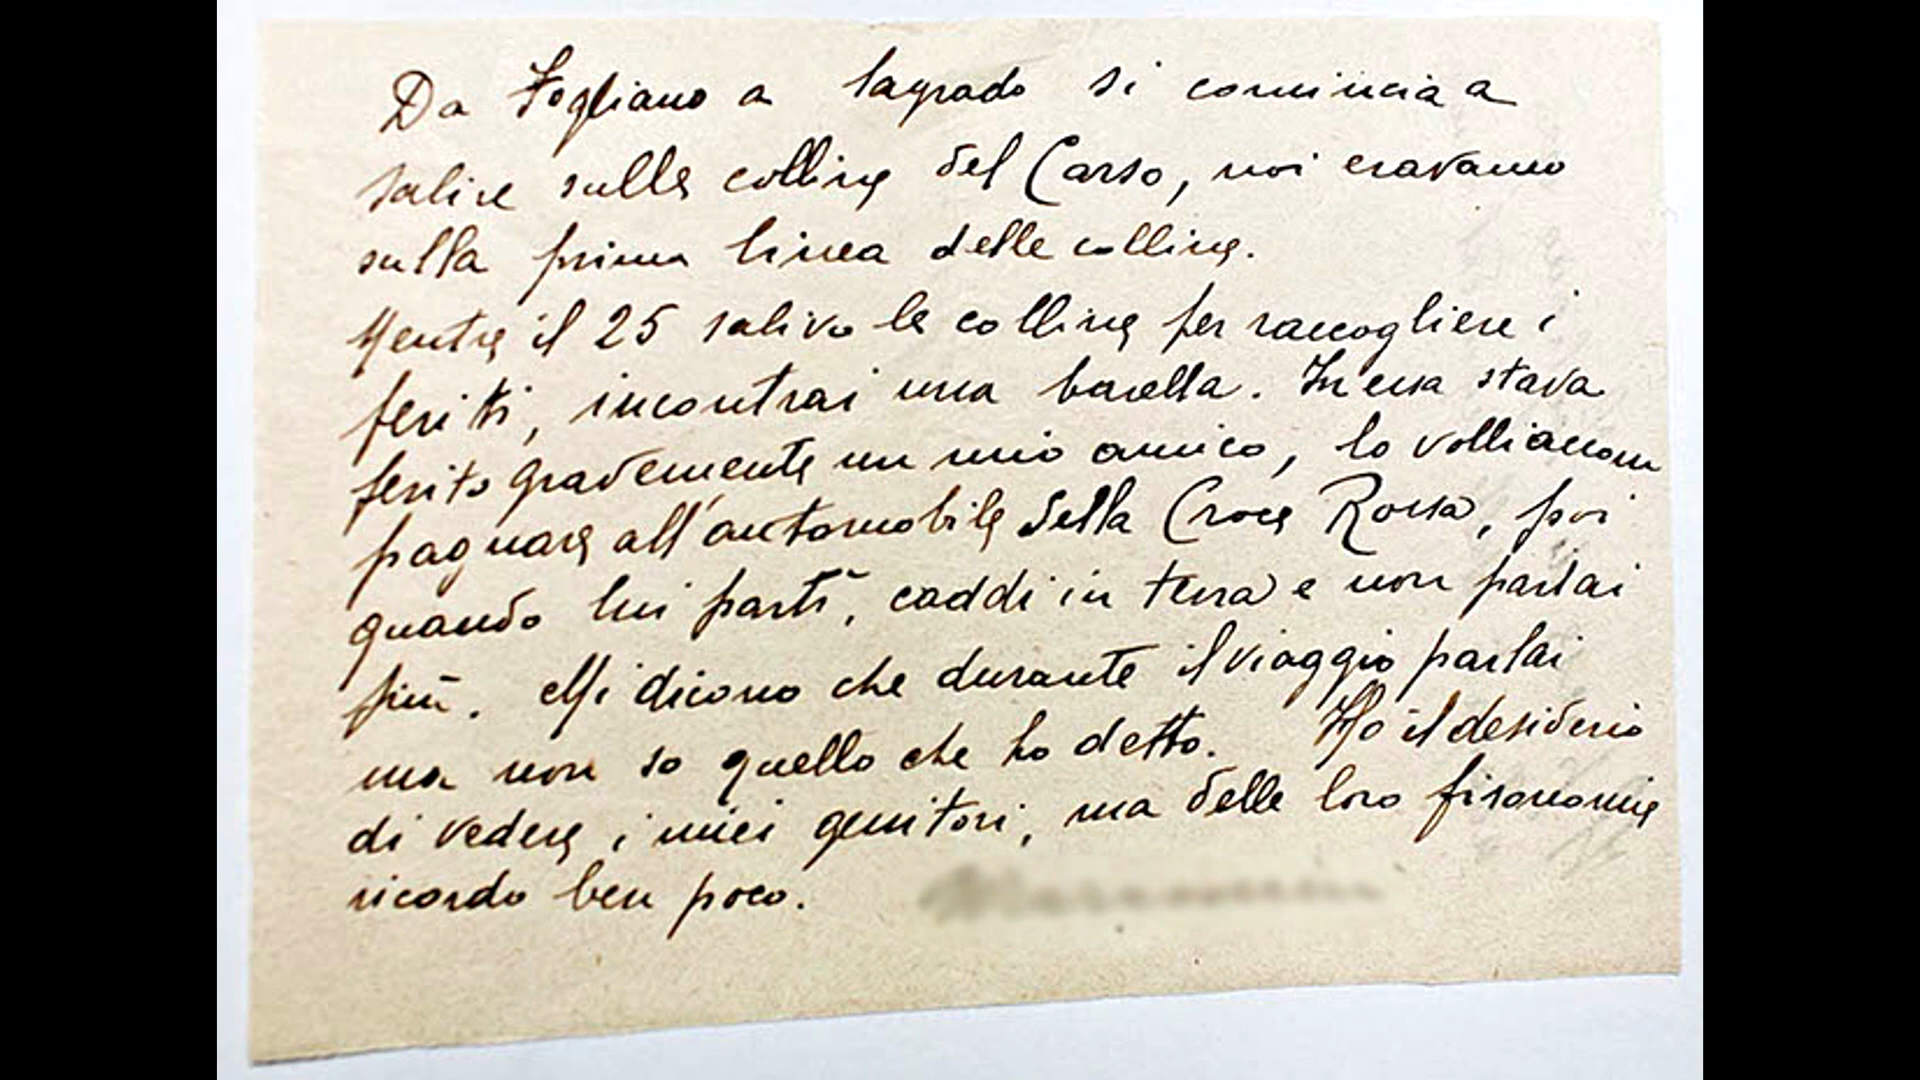 Da Fogliano a Sagrado si comincia a
salire sulle colline del Carso, noi eravamo
sulla prima linea delle colline.
Mentre il 25 salivo le colline per raccogliere i
feriti, incontrai una barella. In essa stava
ferito gravemente un mio amico, lo volli accom
pagnare all'automobile della Croce Rossa, poi
quando lui partì, caddi in terra e non parlai
più. Mi dicono che durante il viaggio parlai
ma non so quello che ho detto. Ho il desiderio
di vedere i miei genitori, ma delle loro fisonomie
ricordo ben poco.